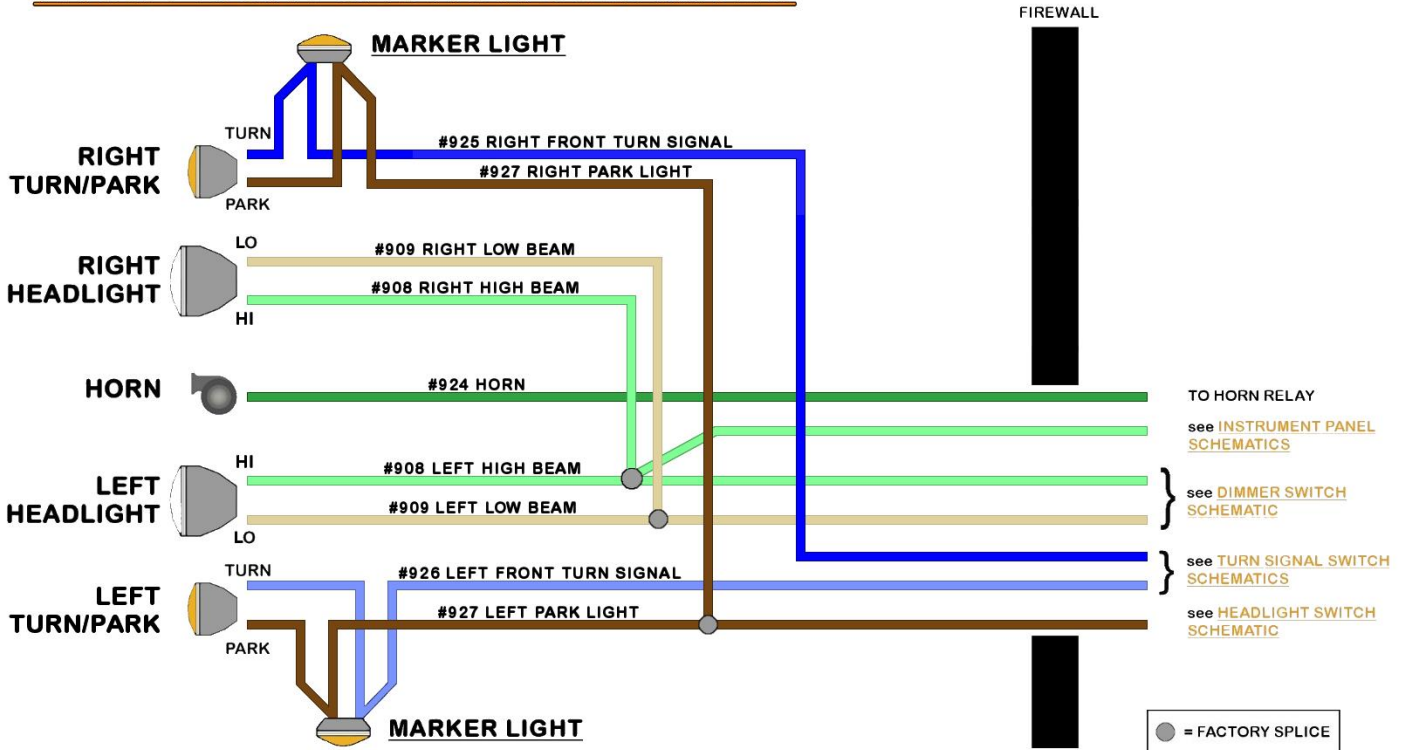 FIREWALL
MARKER LIGHT
TURN
#925 RIGHT FRONT TURN SIGNAL
RIGHT
TURN/PARK
#927 RIGHT PARK LIGHT
PARK
LO
#909 RIGHT LOW BEAM
RIGHT
HEADLIGHT
#908 RIGHT HIGH BEAM
HI
HORN
#924 HORN
TO HORN RELAY
see INSTRUMENT PANEL
SCHEMATICS
HI
#908 LEFT HIGH BEAM
LEFT
HEADLIGHT
see DIMMER SWITCH
SCHEMATIC
#909 LEFT LOW BEAM
LO
TURN
#926 LEFT FRONT TURN SIGNAL
see TURN SIGNAL SWITCH
SCHEMATICS
LEFT
TURN/PARK
#927 LEFT PARK LIGHT
see HEADLIGHT SWITCH
SCHEMATIC
PARK
MARKER LIGHT
= FACTORY SPLICE